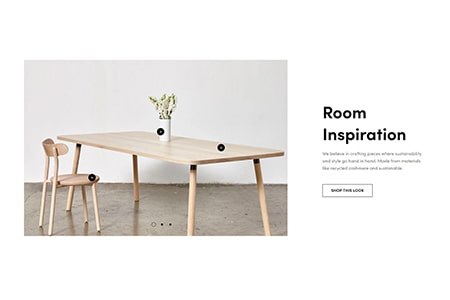 Room
Inspiration
We believe in crafting pieces where sustainability
and style go hand in hand. Made from materials
like recycled cashmere and sustainable.
SHOP THIS LOOK